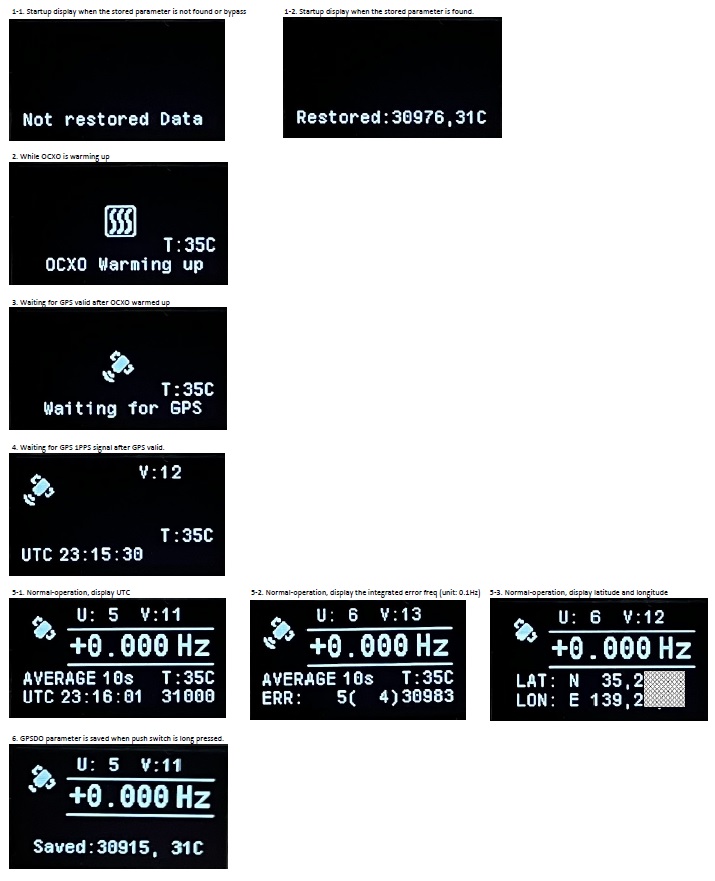 1-1. Startup display when the stored parameter is not found or bypass
Not restored Data
1-2. Startup display when the stored parameter is found.
Restored:30976,31C
2. While OCXO is warming up
T:35C
OCXO Warming up
3. Waiting for GPS valid after OCXO warmed up
T:35C
Waiting for GPS
4. Waiting for GPS 1PPS signal after GPS valid.
V:12
T:35C
UTC 23:15:30
5-1. Normal-operation, display UTC
U: 5 V:11
+0.000 Hz
AVERAGE 10s T:35C
UTC 23:16:01 31000
5-2. Normal-operation, display the integrated error freq (unit: 0.1Hz)
U: 6 V:13
+0.000 Hz
AVERAGE 10s T:35C
ERR: 5( 4)30983
5-3. Normal-operation, display latitude and longitude
U: 6 V:12
+0.000 Hz
LAT: N 35,2
LON: E 139,2
6. GPSDO parameter is saved when push switch is long pressed.
U: 5 V:11
+0.000 Hz
Saved:30915, 31C